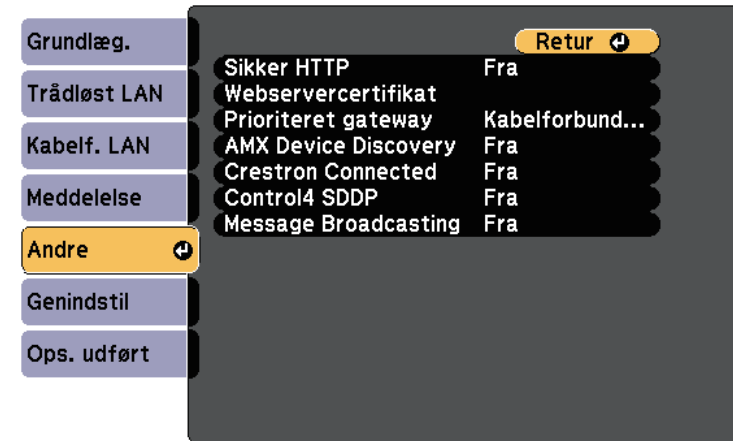 Grundlæg.
Trådløst LAN
Kabelf. LAN
Meddelelse
Andre
Genindstil
Ops. udført
Retur
Sikker HTTP Fra
Webservercertifikat
Prioriteret gateway Kabelforbund...
AMX Device Discovery Fra
Crestron Connected Fra
Control4 SDDP Fra
Message Broadcasting Fra